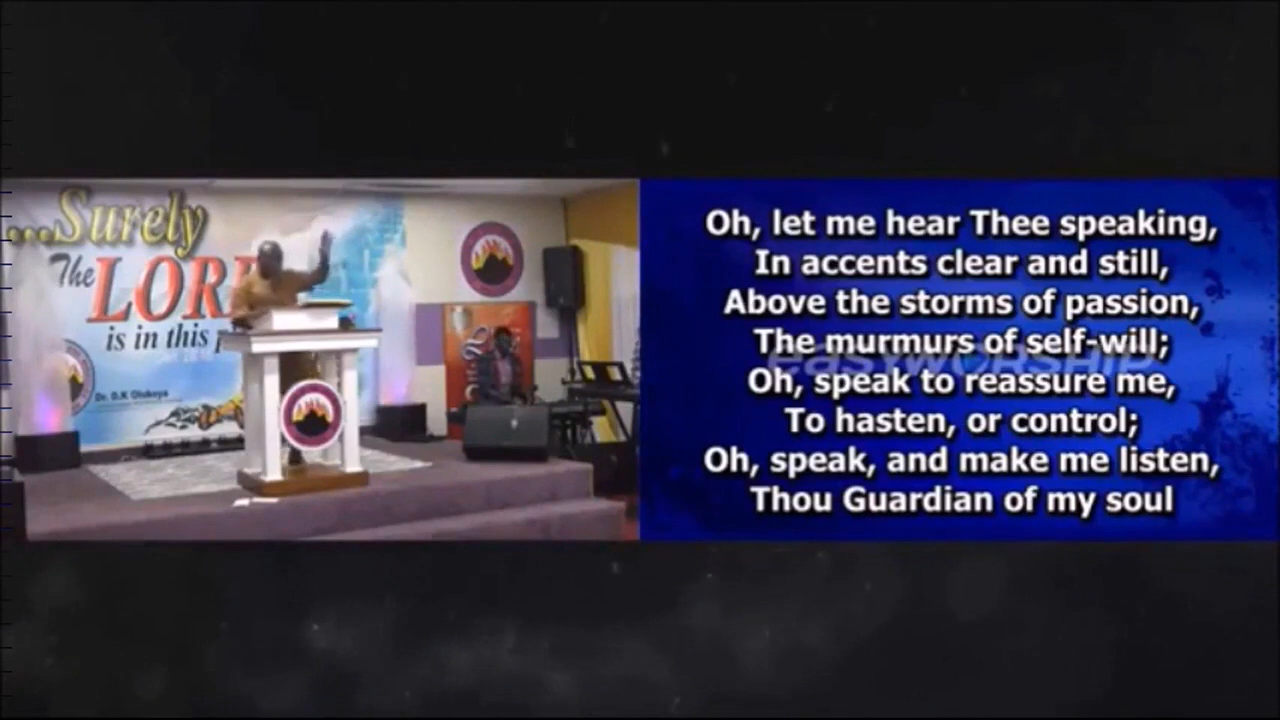 ...Surely
The LOR
is in this p
Dr. D.K Olukoya
Oh, let me hear Thee speaking,
In accents clear and still,
Above the storms of passion,
The murmurs of self-will;
easyworship
Oh, speak to reassure me,
To hasten, or control;
Oh, speak, and make me listen,
Thou Guardian of my soul